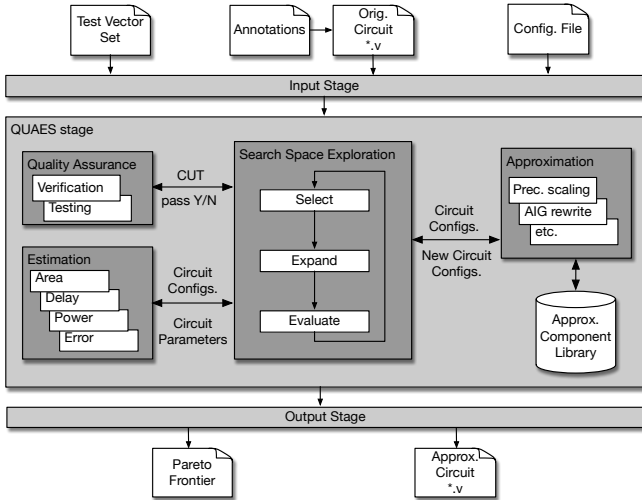 Test Vector
Set
Annotations
Orig.
Circuit
*.v
Config. File
Input Stage
QUAES stage
Quality Assurance
Verification
Testing
CUT
pass Y/N
Search Space Exploration
Select
Expand
Evaluate
Estimation
Area
Delay
Power
Error
Circuit
Configs.
Circuit
Parameters
Circuit
Configs.
New Circuit
Configs.
Approximation
Prec. scaling
AIG rewrite
etc.
Approx.
Component
Library
Output Stage
Pareto
Frontier
Approx.
Circuit
*.v